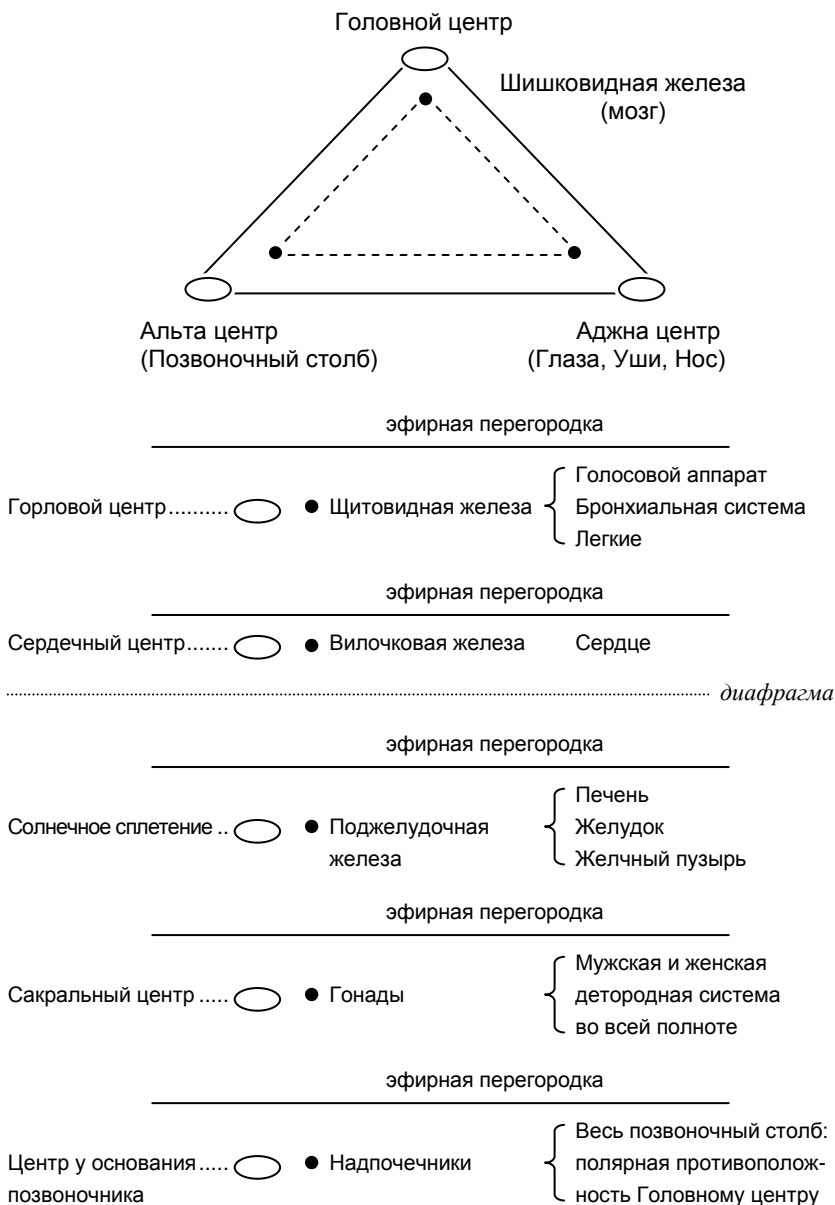 Головной центр
Шишковидная железа
(мозг)
Альта центр
(Позвоночный столб)
Аджна центр
(Глаза, Уши, Нос)
эфирная перегородка
Голосовой аппарат
Горловой центр.......... Щитовидная железа Бронхиальная система
Легкие
эфирная перегородка
Сердечный центр....... Вилочковая железа Сердце
диафрагма
эфирная перегородка
Печень
Солнечное сплетение .. Поджелудочная Желудок
железа Желчный пузырь
эфирная перегородка
Мужская и женская
Сакральный центр ..... Гонады детородная система
во всей полноте
эфирная перегородка
Весь позвоночный столб:
Центр у основания ..... Надпочечники полярная противополож-
позвоночника ность Головному центру